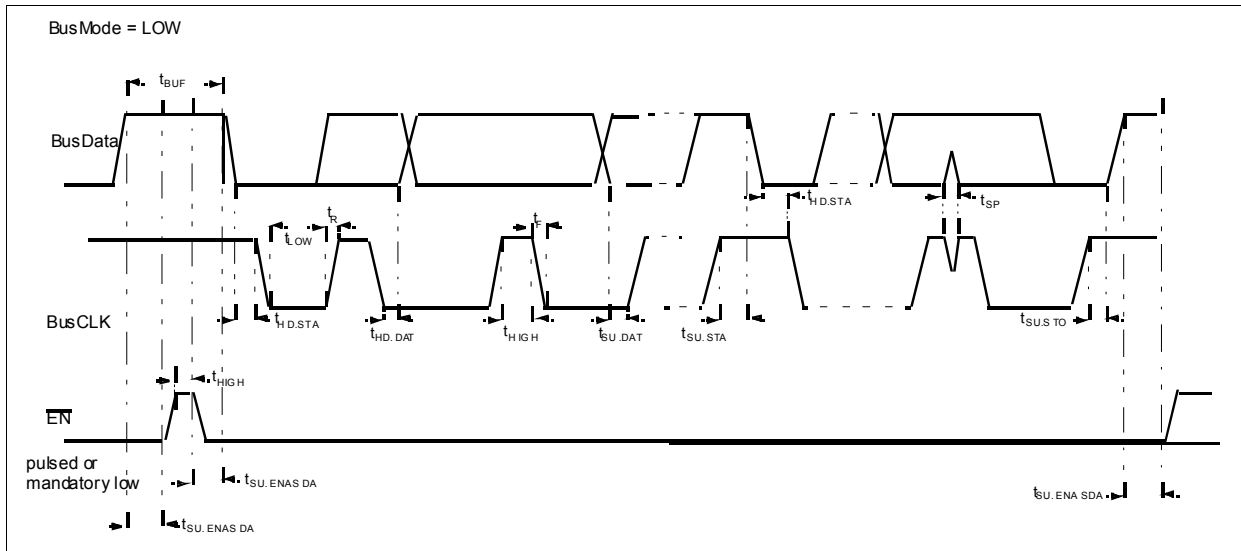 BusMode = LOW
tBUF
BusData
tHD.STA
tSP
tR
tF
tLOW
BusCLK
tHD.STA
tHD.DAT
tHIGH
tSU.DAT
tSU.STA
tSU.STO
tHIGH
EN
pulsed or
mandatory low
tSU.ENASDA
tSU.ENASDA
tSU.ENASDA